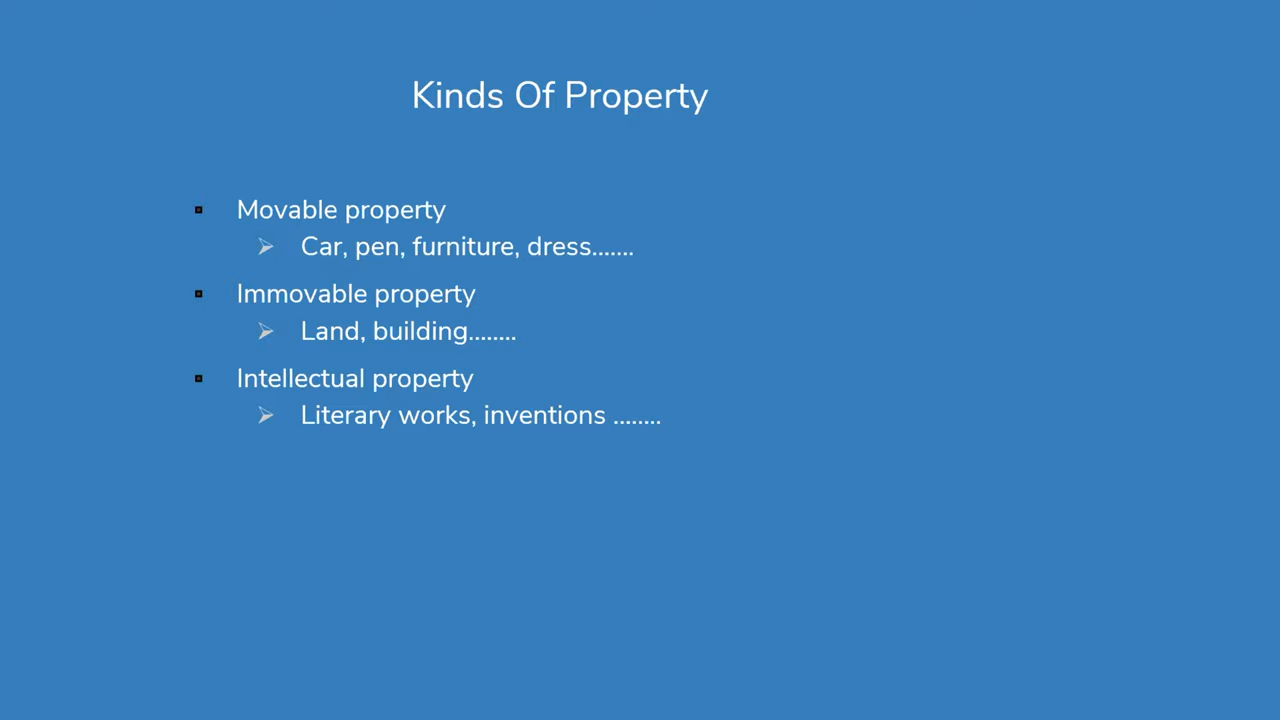 Kinds Of Property
Movable property
Car, pen, furniture, dress.......
Immovable property
Land, building........
Intellectual property
Literary works, inventions ........